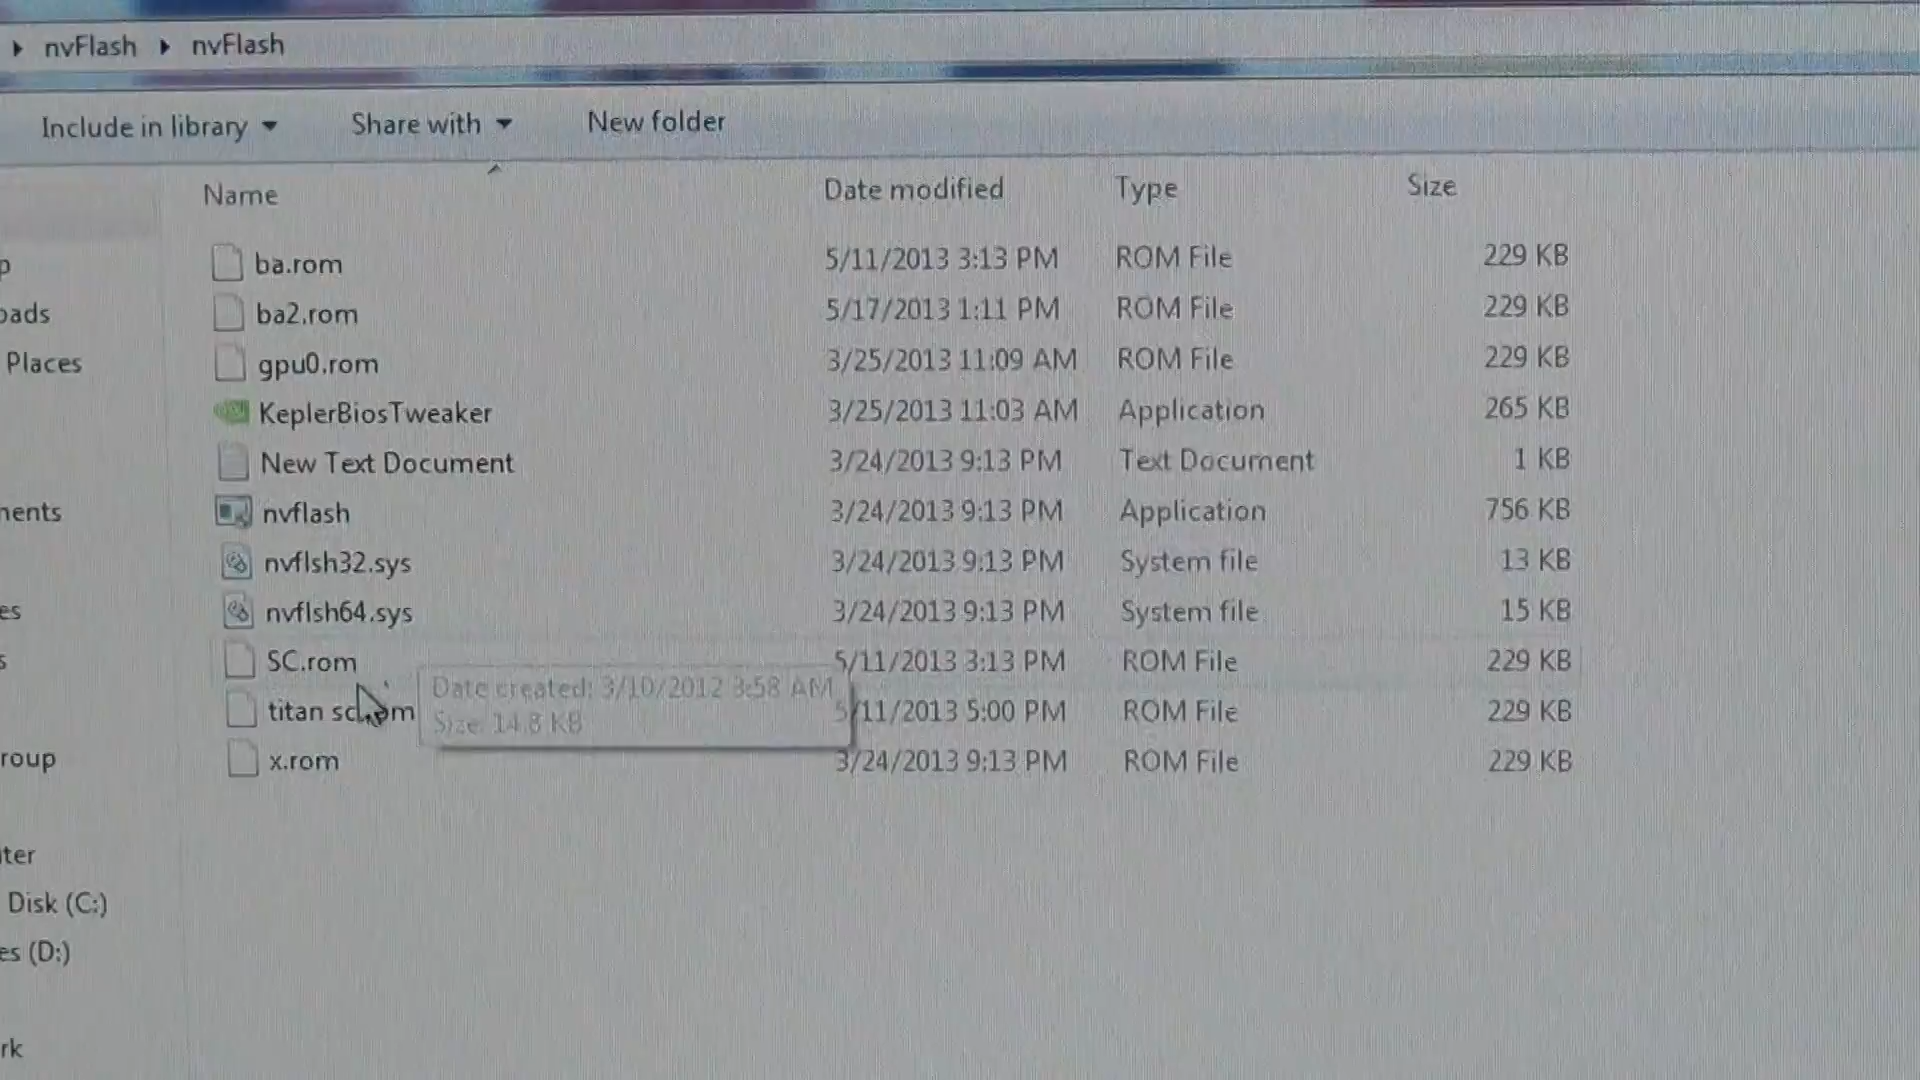 nvFlash ▸ nvFlash
Include in library Share with New folder
Name Date modified Type Size
ba.rom 5/11/2013 3:13 PM ROM File 229 KB
ba2.rom 5/17/2013 1:11 PM ROM File 229 KB
gpu0.rom 3/25/2013 11:09 AM ROM File 229 KB
KeplerBiosTweaker 3/25/2013 11:03 AM Application 265 KB
New Text Document 3/24/2013 9:13 PM Text Document 1 KB
nvflash 3/24/2013 9:13 PM Application 756 KB
nvflsh32.sys 3/24/2013 9:13 PM System file 13 KB
nvflsh64.sys 3/24/2013 9:13 PM System file 15 KB
SC.rom 5/11/2013 3:13 PM ROM File 229 KB
Date created: 3/10/2012 3:58 AM
Size: 14.8 KB
titan sc.rom 5/11/2013 5:00 PM ROM File 229 KB
x.rom 3/24/2013 9:13 PM ROM File 229 KB
p
oads
Places
ments
es
s
roup
uter
Disk (C:)
es (D:)
rk